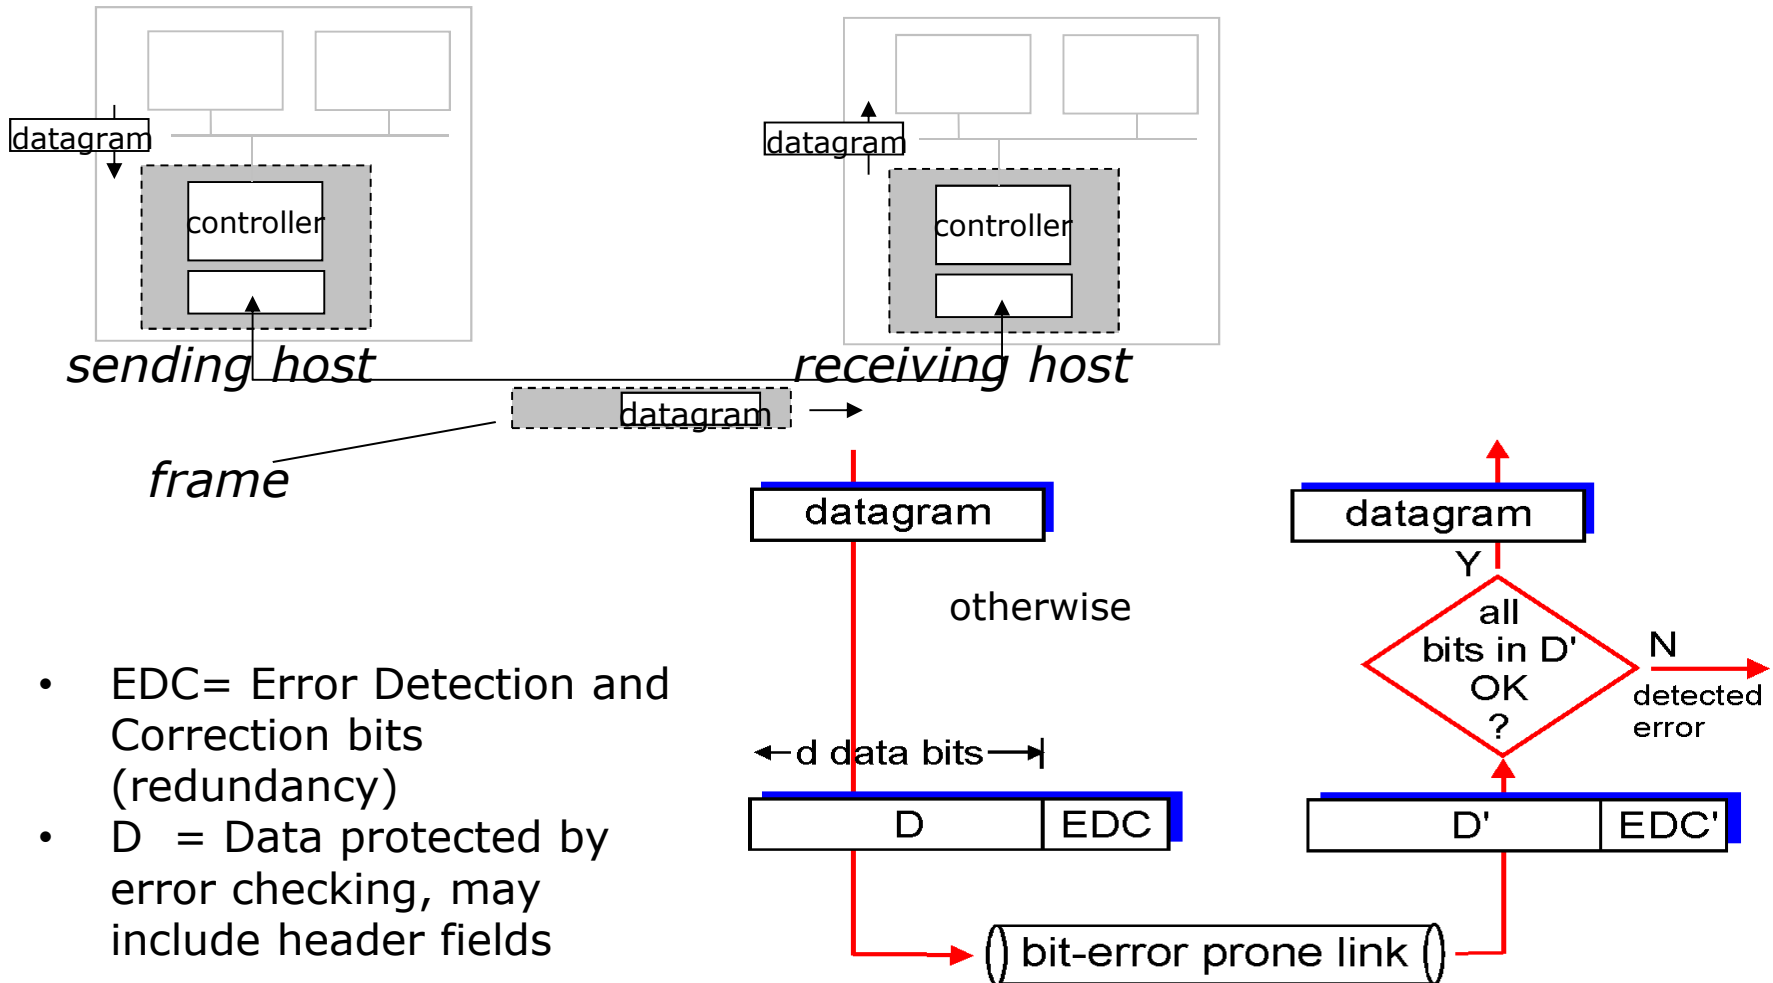 datagram
datagram
controller
controller
sending host
receiving host
datagram
frame
datagram
datagram
Y
otherwise
all
bits in D'
OK
?
N
detected
error
• EDC= Error Detection and
Correction bits
(redundancy)
• D = Data protected by
error checking, may
include header fields
d data bits
D
EDC
D'
EDC'
bit-error prone link